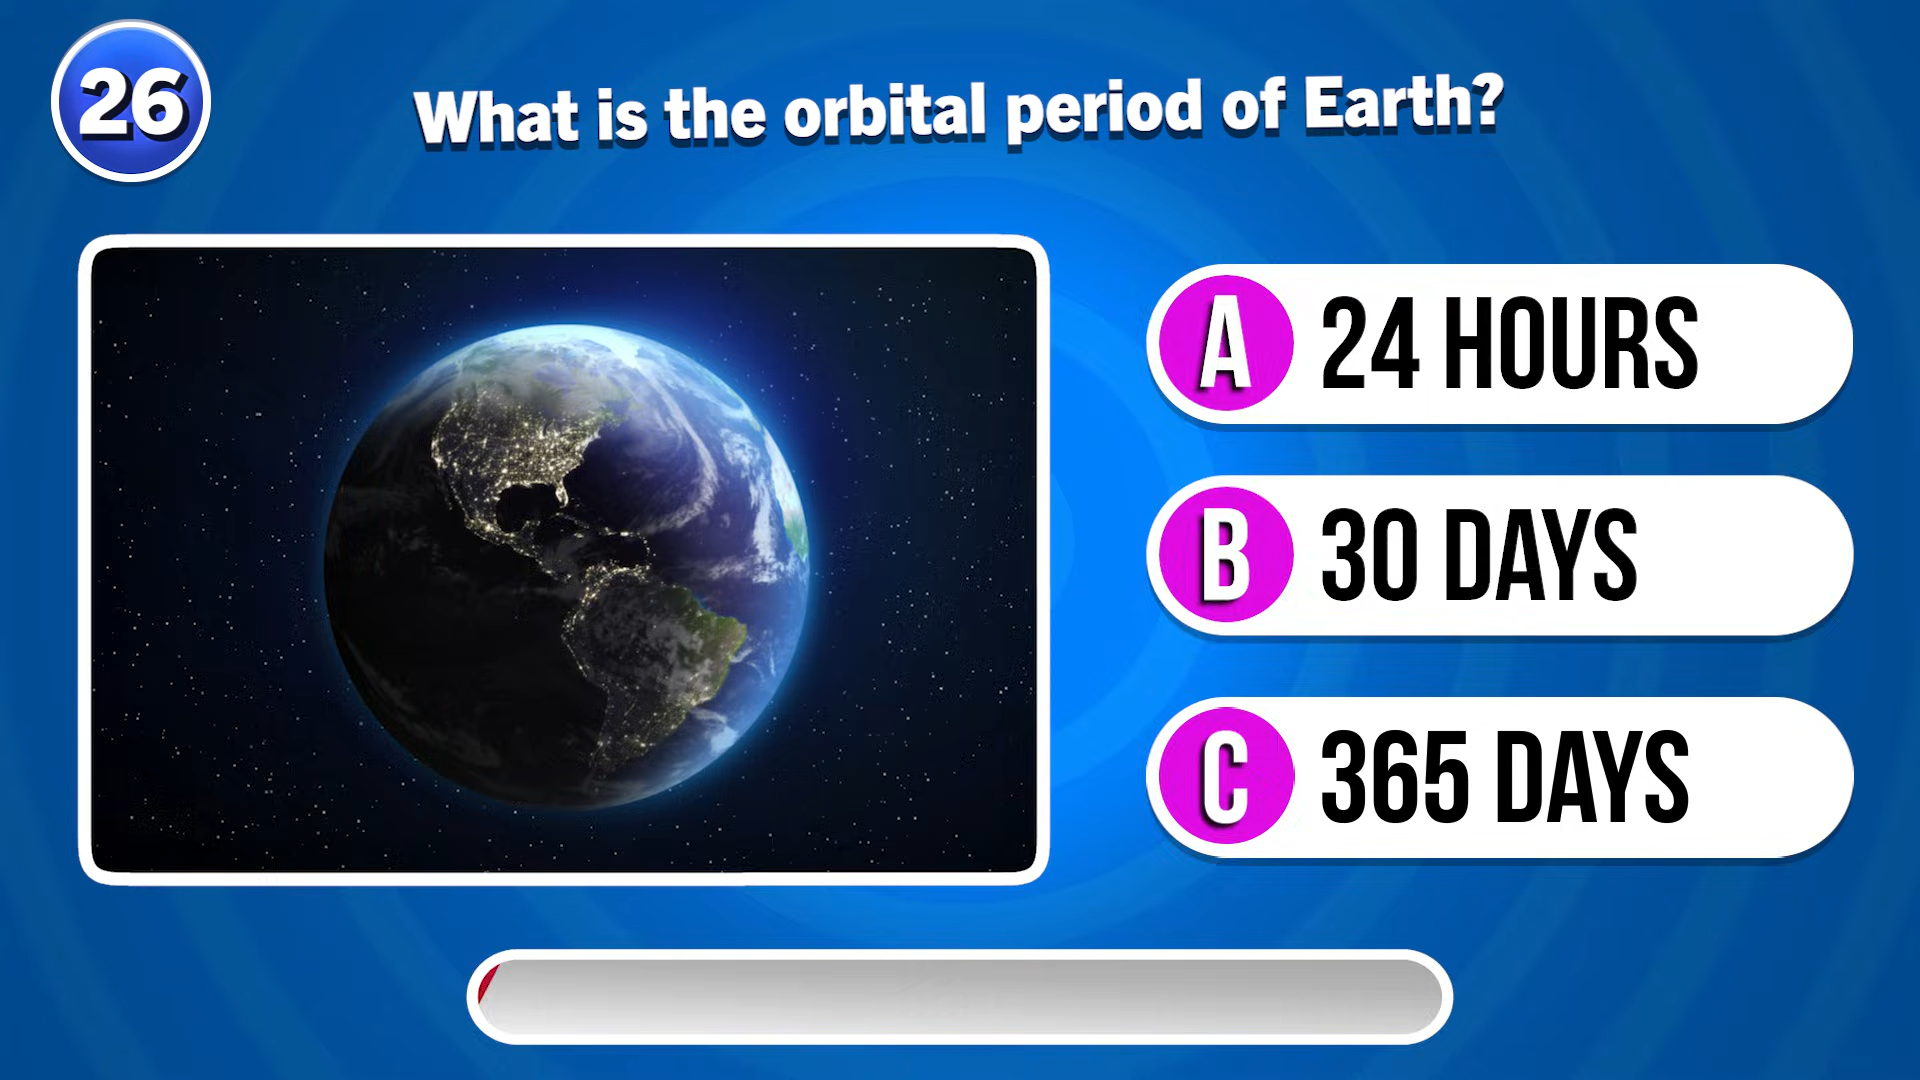 26
What is the orbital period of Earth?
A 24 HOURS
B 30 DAYS
C 365 DAYS